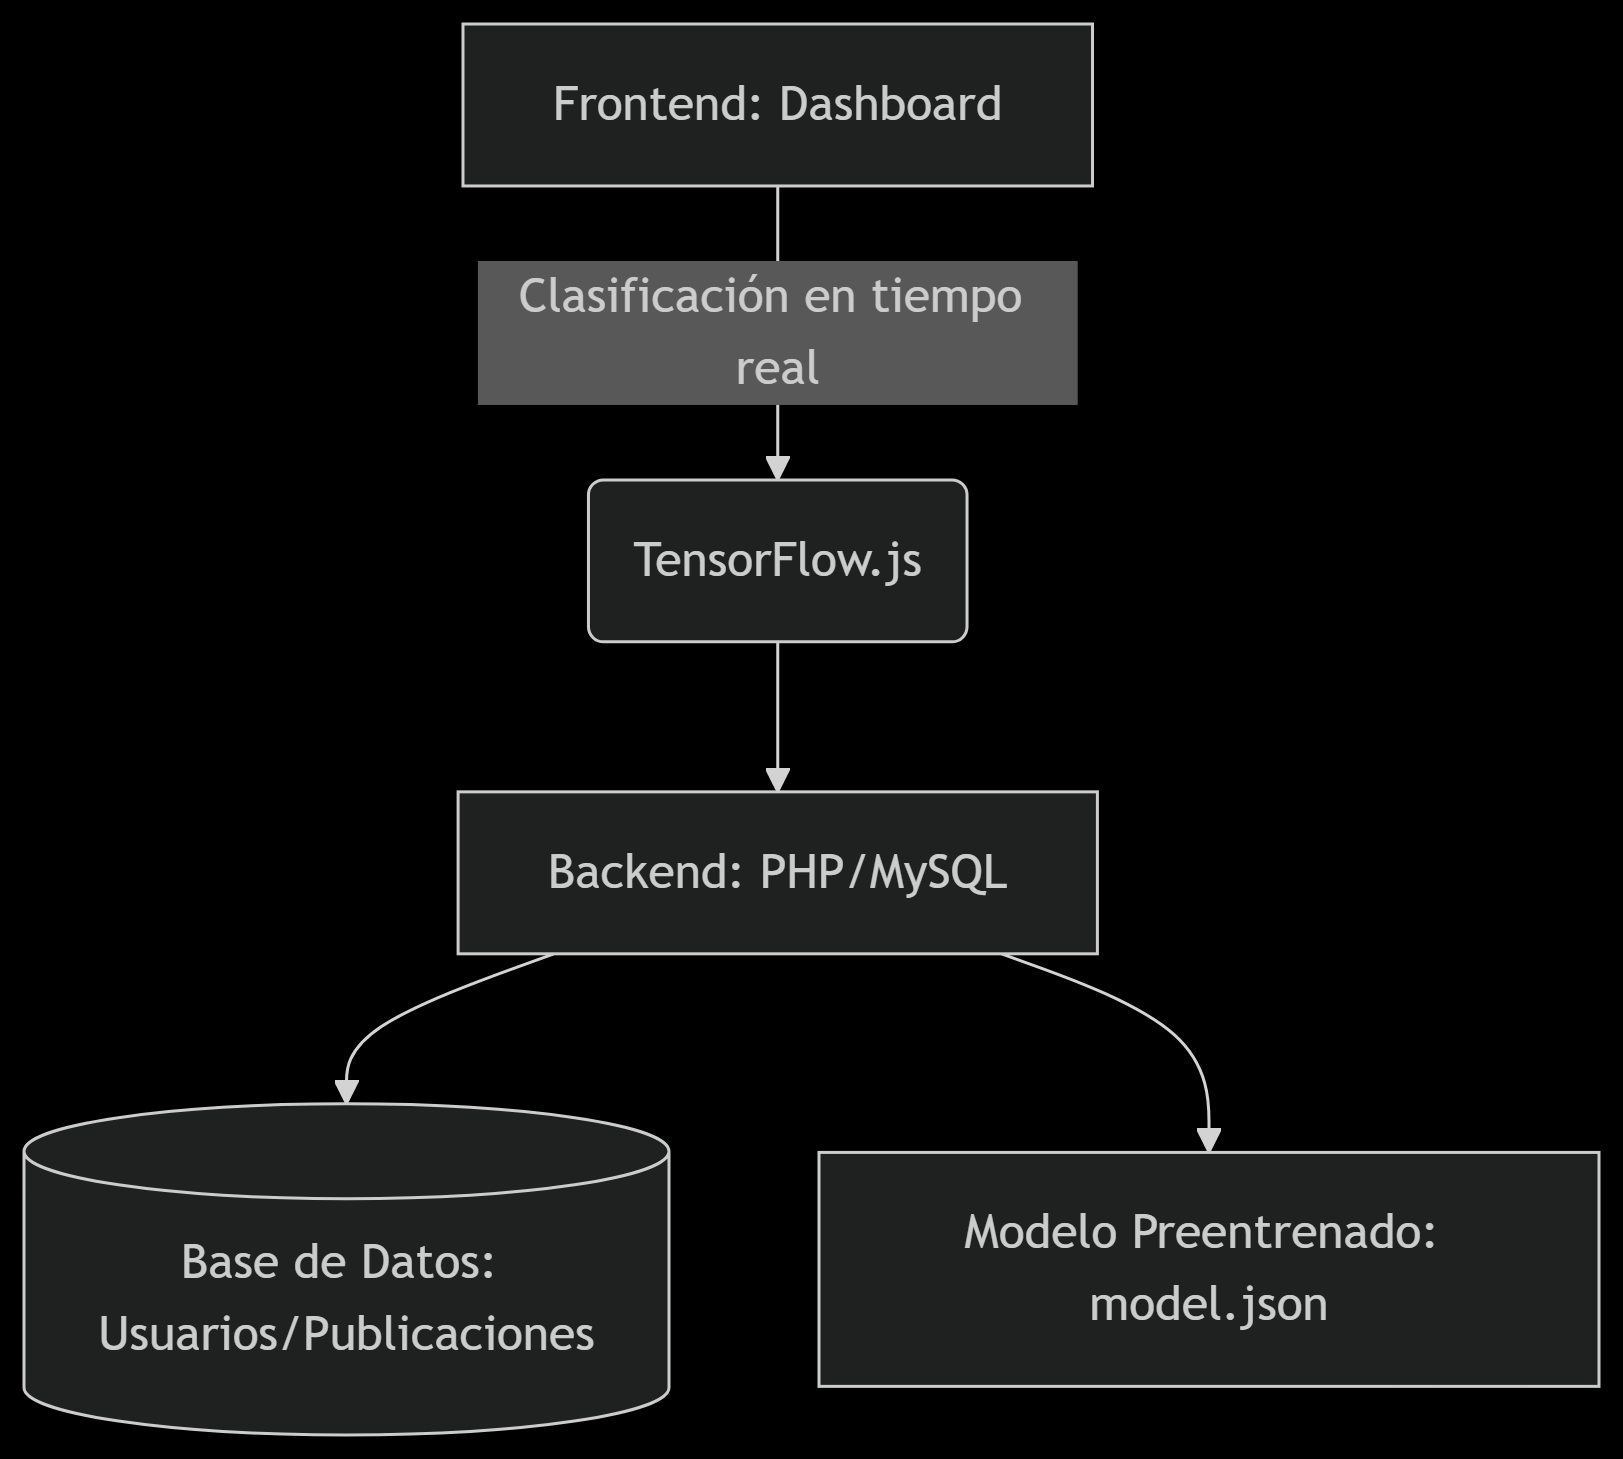 Frontend: Dashboard
Clasificación en tiempo
real
TensorFlow.js
Backend: PHP/MySQL
Base de Datos:
Usuarios/Publicaciones
Modelo Preentrenado:
model.json